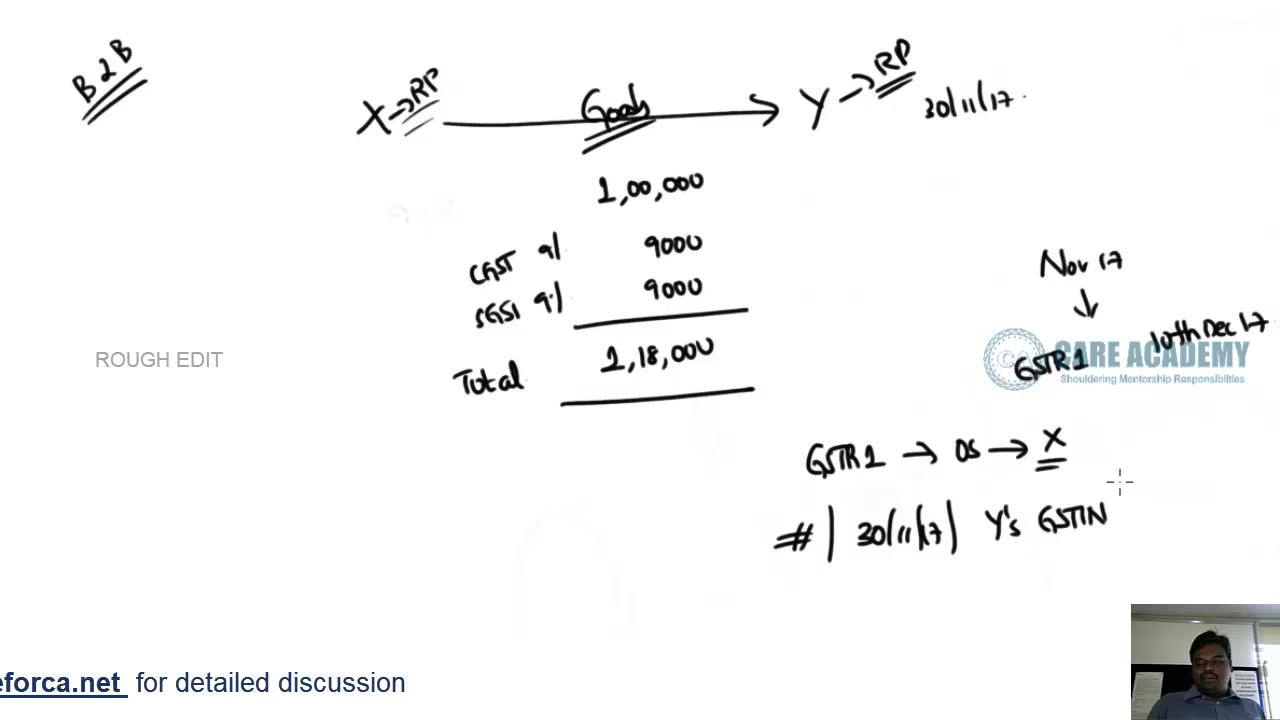 B2B
X → RP Goods Y → RP 30/11/17.
1,00,000
CGST 9% 9000
SGST 9% 9000
Total 1,18,000
Nov 17
GSTR1 10th Dec 17
CARE ACADEMY
Shouldering Mentorship Responsibilities
ROUGH EDIT
GSTR1 → OS → X
# | 30/11/17 | Y's GSTIN
eforca.net for detailed discussion